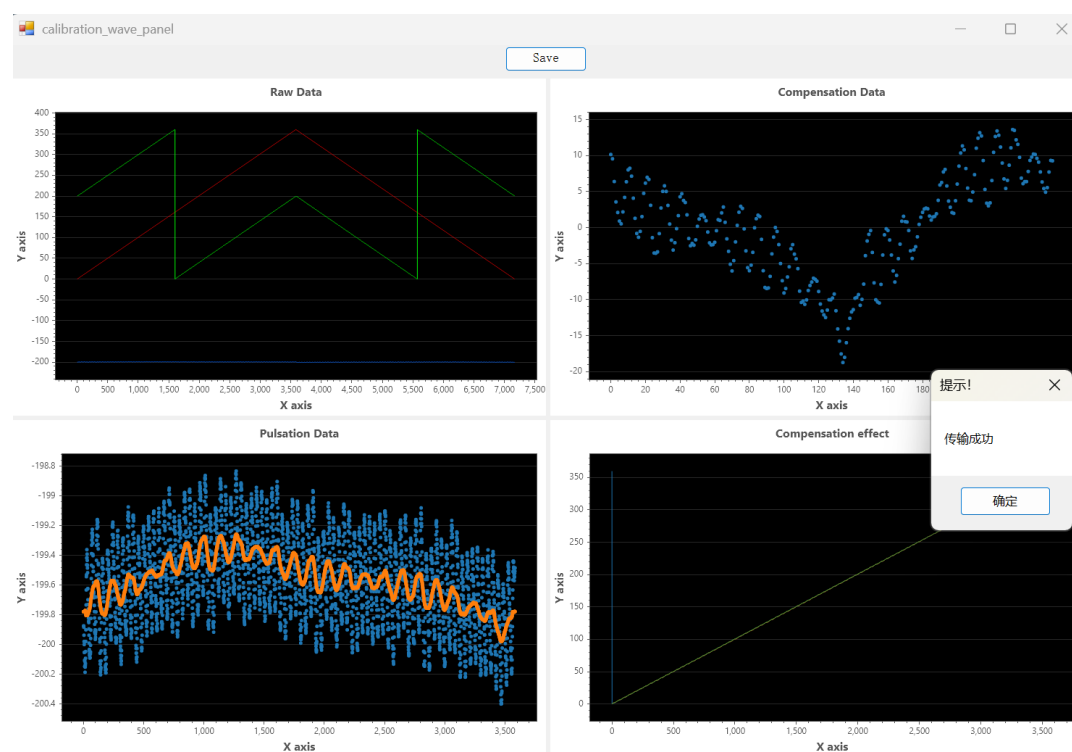 calibration_wave_panel
Save
Raw Data
400
350
300
250
200
150
100
50
0
-50
-100
-150
-200
Y axis
0 500 1,000 1,500 2,000 2,500 3,000 3,500 4,000 4,500 5,000 5,500 6,000 6,500 7,000 7,500
X axis
Compensation Data
15
10
5
0
-5
-10
-15
-20
Y axis
0 20 40 60 80 100 120 140 160 180
X axis
Pulsation Data
-198.8
-199
-199.2
-199.4
-199.6
-199.8
-200
-200.2
-200.4
Y axis
0 500 1,000 1,500 2,000 2,500 3,000 3,500
X axis
Compensation effect
350
300
250
200
150
100
50
0
Y axis
0 500 1,000 1,500 2,000 2,500 3,000 3,500
X axis
提示！
传输成功
确定